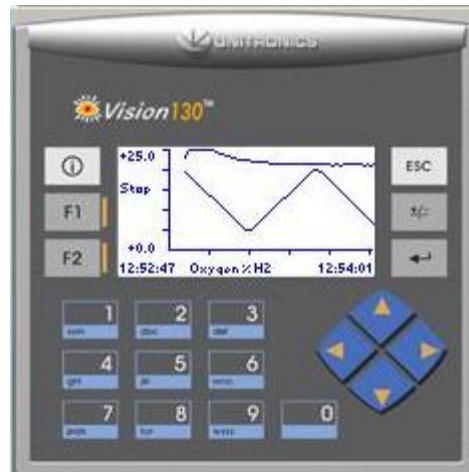 UNITRONICS
Vision130™
+25.0
Stop
+0.0
12:52:47 Oxygen % H2 12:54:01
ESC
F1
+/-
F2
1 2 3
4 5 6
7 8 9 0